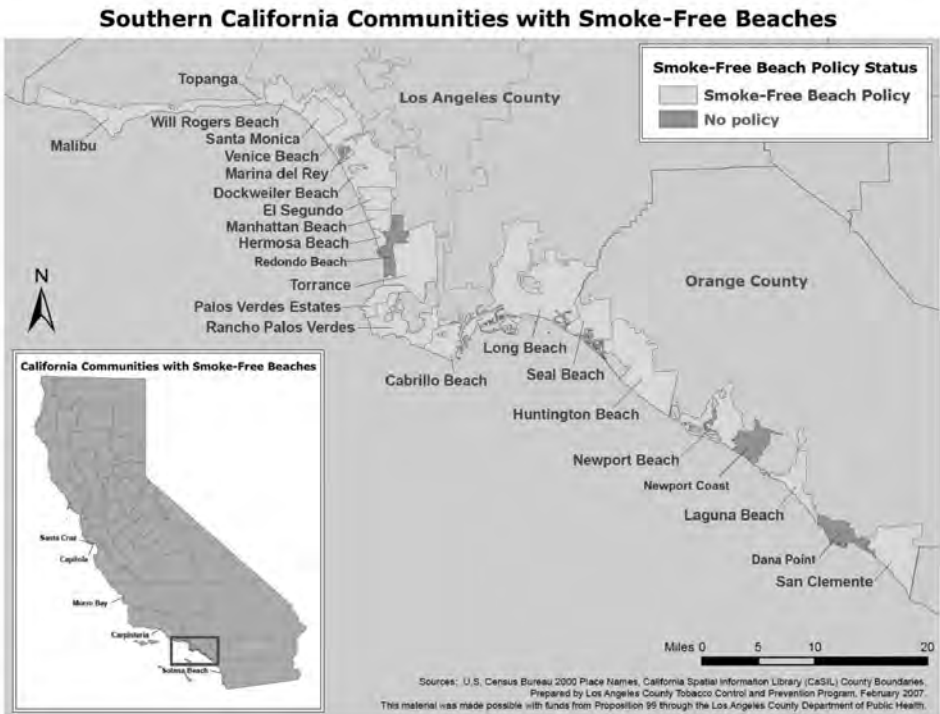 Southern California Communities with Smoke-Free Beaches
Smoke-Free Beach Policy Status
Smoke-Free Beach Policy
No policy
Topanga
Los Angeles County
Malibu
Will Rogers Beach
Santa Monica
Venice Beach
Marina del Rey
Dockweiler Beach
El Segundo
Manhattan Beach
Hermosa Beach
Redondo Beach
Torrance
Palos Verdes Estates
Rancho Palos Verdes
Orange County
N
Long Beach
Cabrillo Beach
Seal Beach
Huntington Beach
Newport Beach
Newport Coast
Laguna Beach
Dana Point
San Clemente
California Communities with Smoke-Free Beaches
Santa Cruz
Capitola
Morro Bay
Carpinteria
Solana Beach
Miles 0 5 10 20
Sources: U.S. Census Bureau 2000 Place Names, California Spatial Information Library (CaSIL) County Boundaries.
Prepared by Los Angeles County Tobacco Control and Prevention Program, February 2007.
This material was made possible with funds from Proposition 99 through the Los Angeles County Department of Public Health.